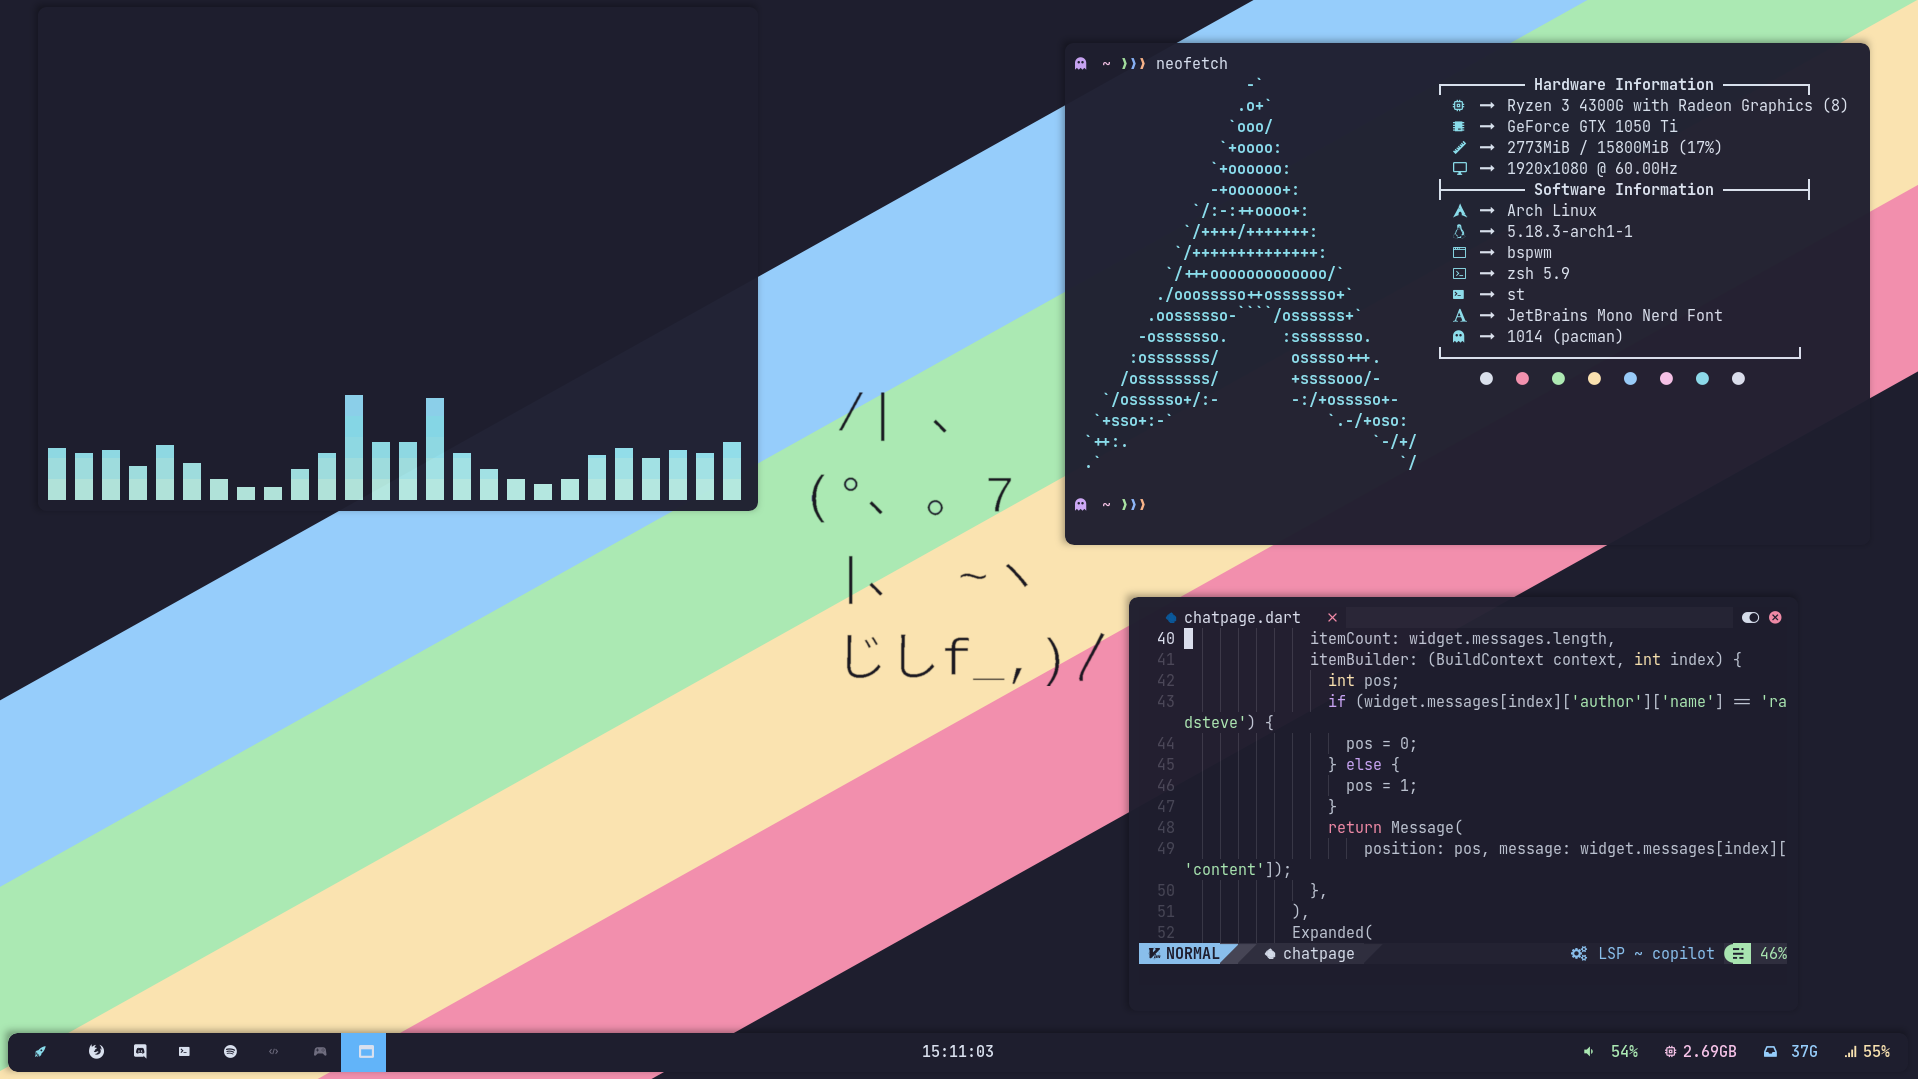 ~ ❱❱❱ neofetch
-`
.o+`
`ooo/
`+oooo:
`+oooooo:
-+oooooo+:
`/:-:++oooo+:
`/++++/+++++++:
`/++++++++++++++:
`/+++ooooooooooooo/`
./ooosssso++osssssso+`
.oossssso-````/ossssss+`
-osssssso.      :ssssssso.
:osssssss/        osssso+++.
/ossssssss/        +ssssooo/-
`/ossssso+/:-        -:/+osssso+-
`+sso+:-`                 `.-/+oso:
`++:.                           `-/+/
.`                                 `/
Hardware Information
Ryzen 3 4300G with Radeon Graphics (8)
GeForce GTX 1050 Ti
2773MiB / 15800MiB (17%)
1920x1080 @ 60.00Hz
Software Information
Arch Linux
5.18.3-arch1-1
bspwm
zsh 5.9
st
JetBrains Mono Nerd Font
1014 (pacman)
~ ❱❱❱
/| 、
(°、 。7
|、 ~ヽ
じしf_,)/
chatpage.dart
40 itemCount: widget.messages.length,
41 itemBuilder: (BuildContext context, int index) {
42 int pos;
43 if (widget.messages[index]['author']['name'] == 'ra
dsteve') {
44 pos = 0;
45 } else {
46 pos = 1;
47 }
48 return Message(
49 position: pos, message: widget.messages[index][
'content']);
50 },
51 ),
52 Expanded(
NORMAL chatpage LSP ~ copilot 46%
15:11:03 54% 2.69GB 37G 55%